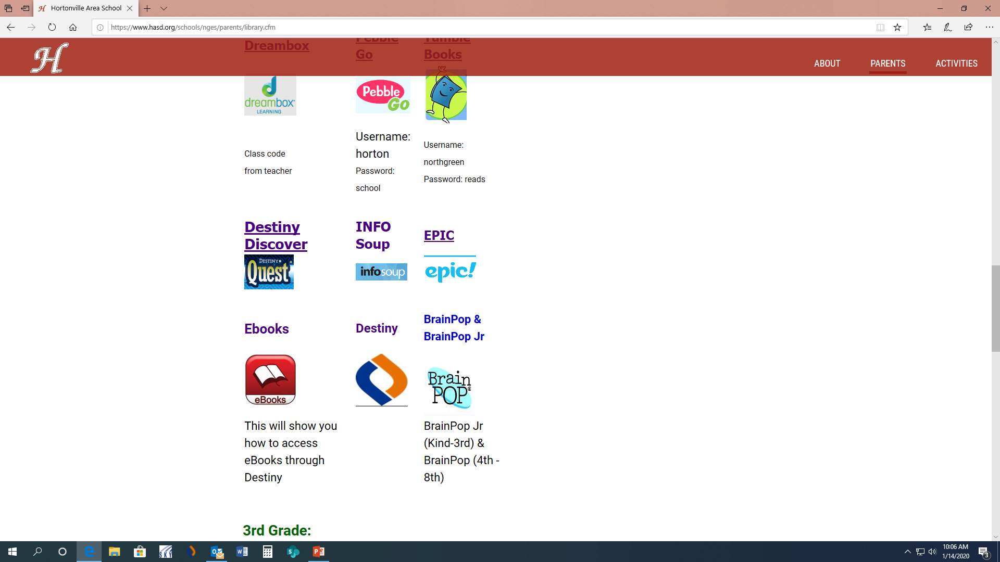 Hortonville Area School
https://www.hasd.org/schools/nges/parents/library.cfm
H
ABOUT
PARENTS
ACTIVITIES
Dreambox
Pebble
Go
Tumble
Books
dreambox
LEARNING
Pebble
GO
Class code
from teacher
Username:
horton
Password:
school
Username:
northgreen
Password: reads
Destiny
Discover
DESTINY
Quest
INFO
Soup
infosoup
EPIC
epic!
Ebooks
eBooks
This will show you
how to access
eBooks through
Destiny
Destiny
BrainPop &
BrainPop Jr
Brain
POP®
BrainPop Jr
(Kind-3rd) &
BrainPop (4th -
8th)
3rd Grade:
SKY
10:06 AM
1/14/2020
3